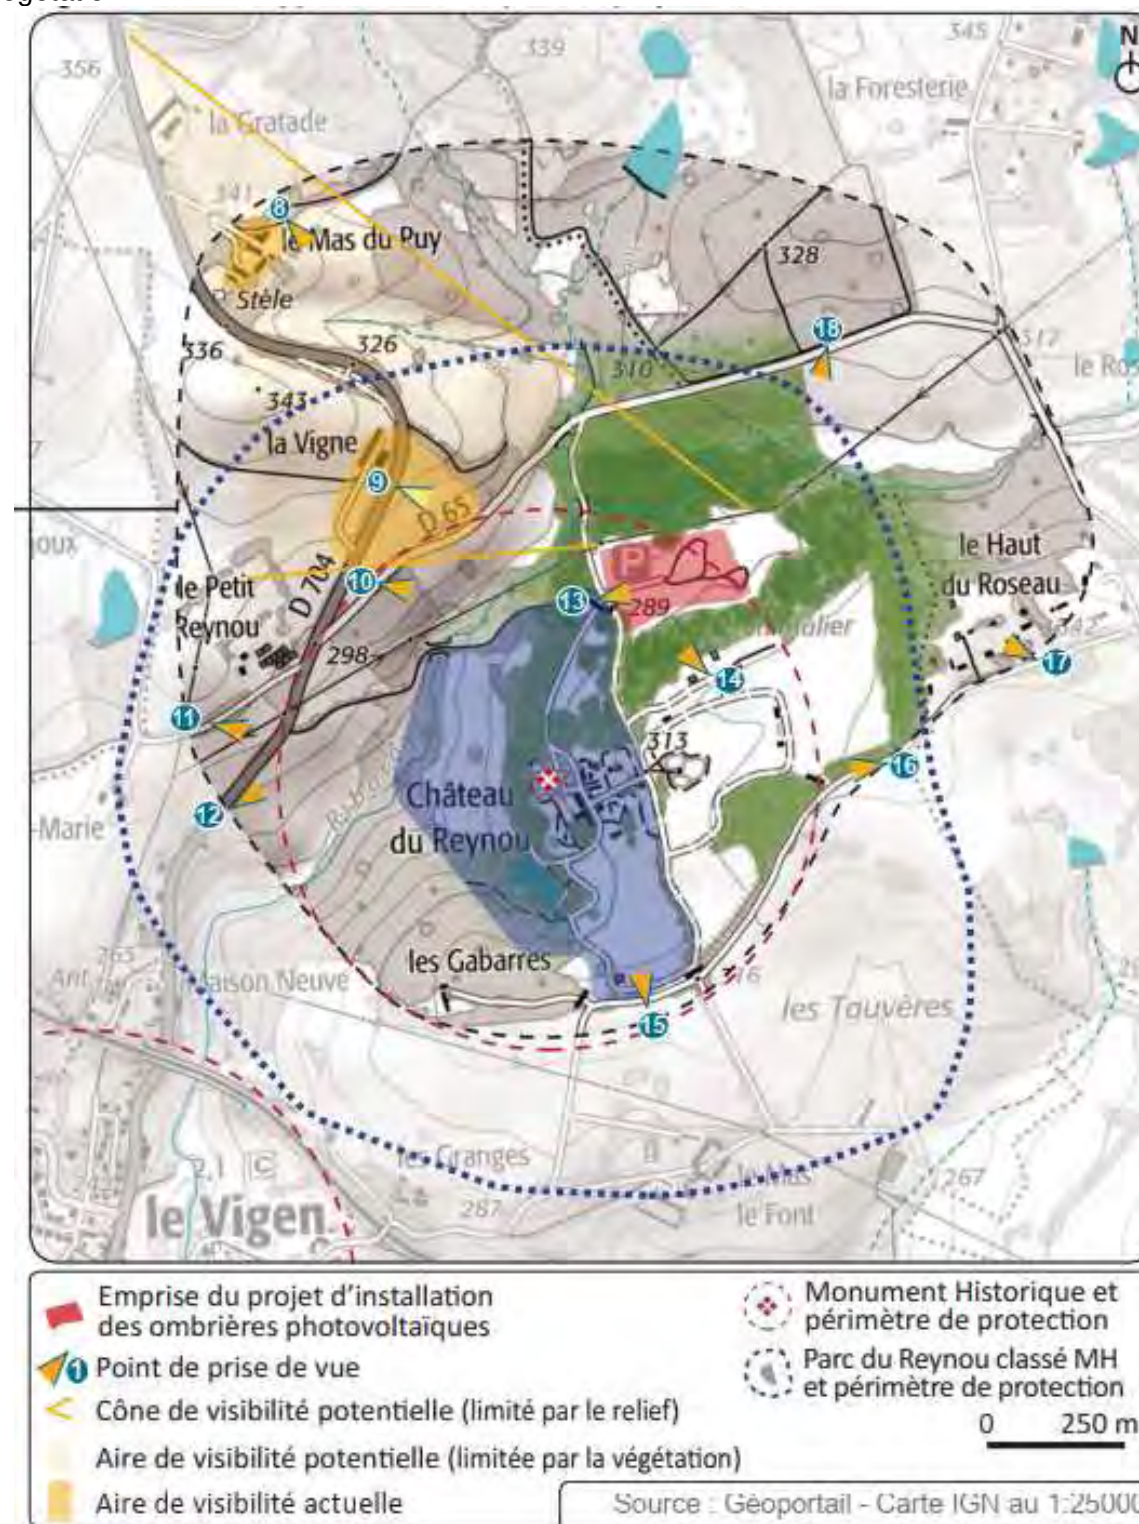 N
339
345
356
la Foresterie
la Gratade
341
8
le Mas du Puy
328
Stèle
18
317
336
326
310
343
la Vigne
9
D 65
le Haut
du Roseau
P
le Petit
Reynou
D 704
10
13
289
342
17
298
14
11
313
16
Château
du Reynou
12
-Marie
les Gabarres
265
Maison Neuve
les Tauvères
15
les Granges
2,1
C
267
le Mas
le Font
le Vigen
287
Emprise du projet d'installation
des ombrières photovoltaïques
1 Point de prise de vue
Cône de visibilité potentielle (limité par le relief)
Aire de visibilité potentielle (limitée par la végétation)
Aire de visibilité actuelle
Monument Historique et
périmètre de protection
Parc du Reynou classé MH
et périmètre de protection
0 250 m
Source : Géoportail - Carte IGN au 1:25000